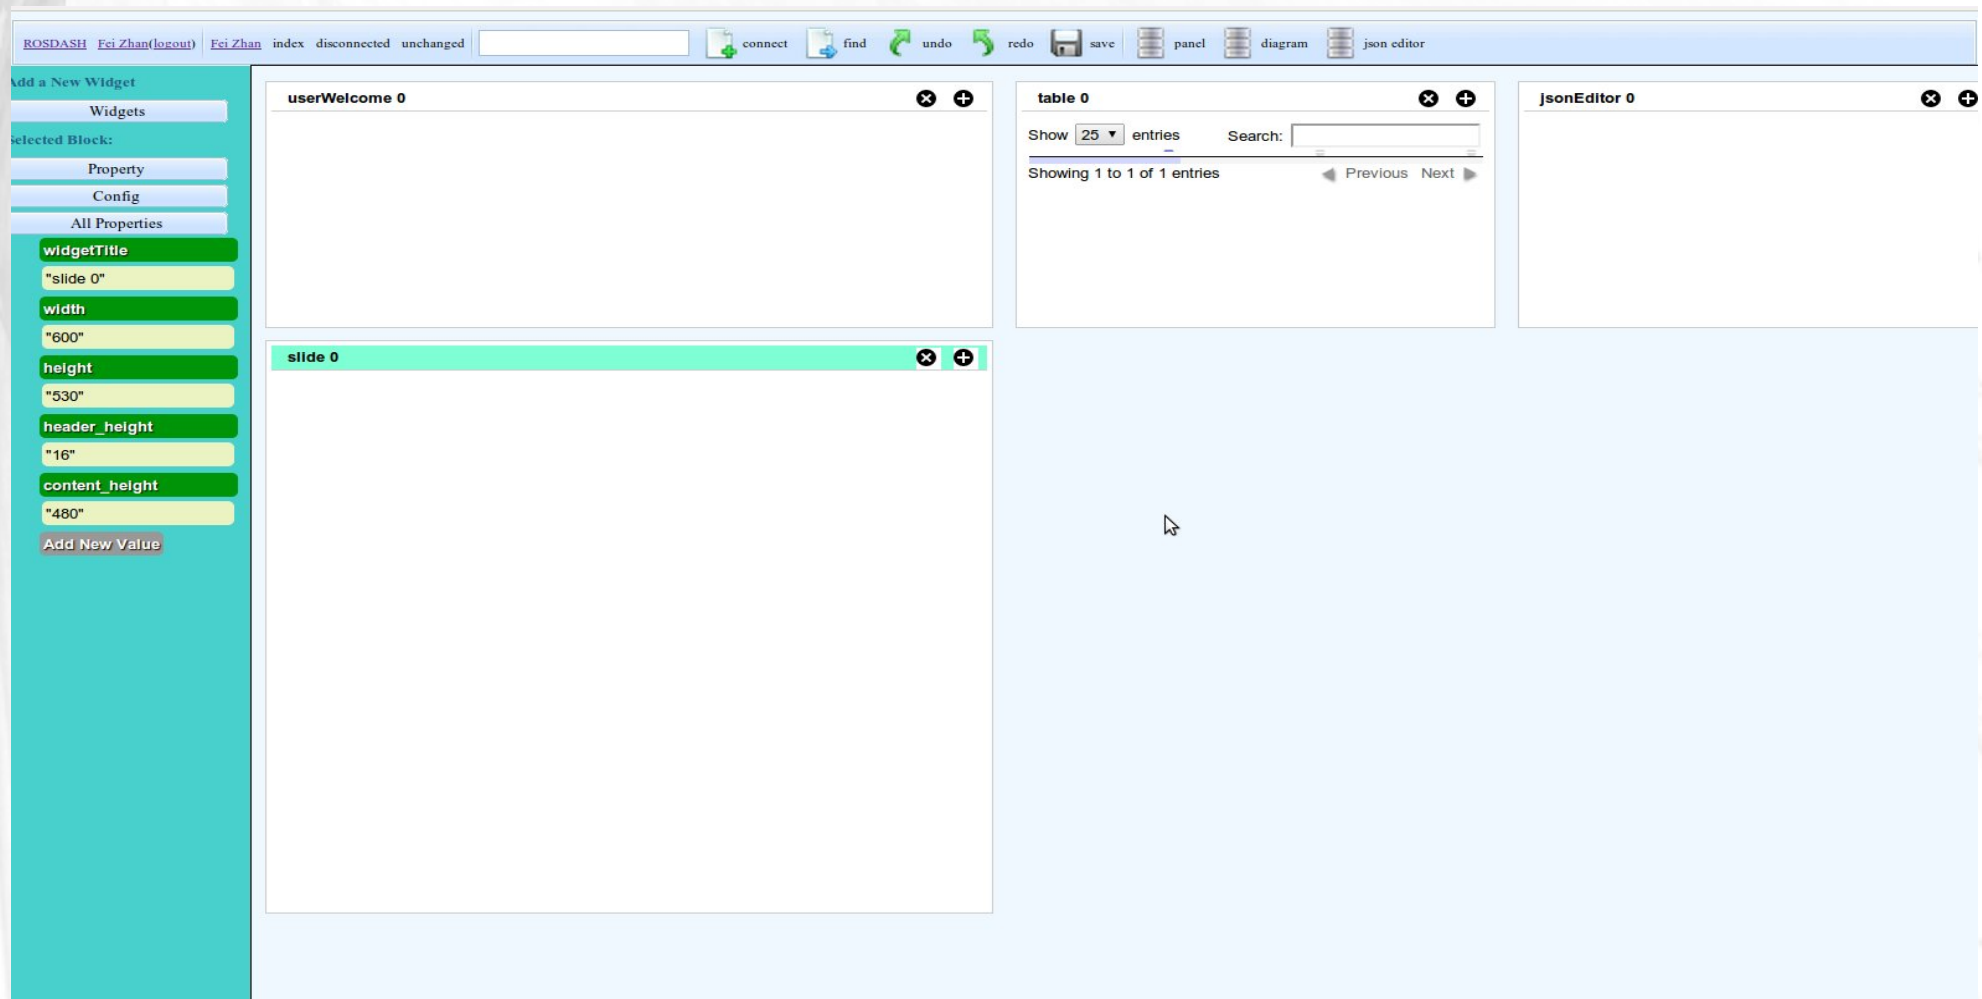 ROSDASH Fei Zhan(logout) Fei Zhan index disconnected unchanged connect find undo redo save panel diagram json editor
Add a New Widget
Widgets
Selected Block:
Property
Config
All Properties
widgetTitle
"slide 0"
width
"600"
height
"530"
header_height
"16"
content_height
"480"
Add New Value
userWelcome 0
table 0
Show 25 entries Search:
Showing 1 to 1 of 1 entries Previous Next
jsonEditor 0
slide 0